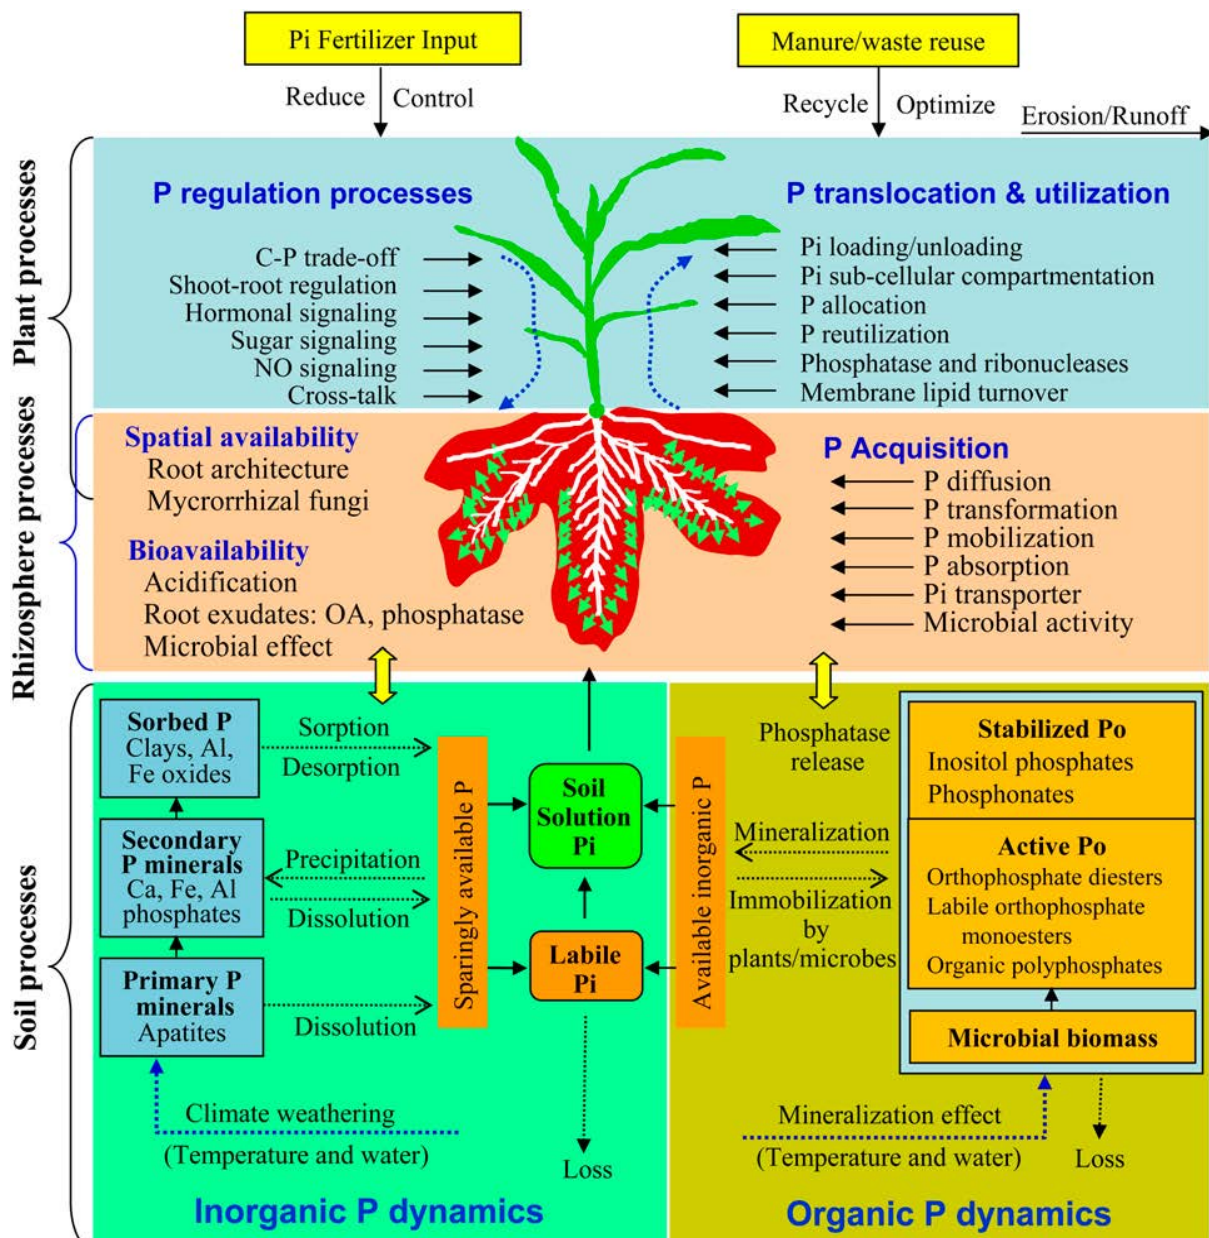 Pi Fertilizer Input
Manure/waste reuse
Reduce Control
Recycle Optimize
Erosion/Runoff
Plant processes
P regulation processes
C-P trade-off
Shoot-root regulation
Hormonal signaling
Sugar signaling
NO signaling
Cross-talk
P translocation & utilization
Pi loading/unloading
Pi sub-cellular compartmentation
P allocation
P reutilization
Phosphatase and ribonucleases
Membrane lipid turnover
Rhizosphere processes
Spatial availability
Root architecture
Mycrorrhizal fungi
Bioavailability
Acidification
Root exudates: OA, phosphatase
Microbial effect
P Acquisition
P diffusion
P transformation
P mobilization
P absorption
Pi transporter
Microbial activity
Soil processes
Sorbed P
Clays, Al,
Fe oxides
Secondary
P minerals
Ca, Fe, Al
phosphates
Primary P
minerals
Apatites
Sorption
Desorption
Precipitation
Dissolution
Dissolution
Sparingly available P
Soil
Solution
Pi
Labile
Pi
Loss
Climate weathering
(Temperature and water)
Inorganic P dynamics
Available inorganic P
Phosphatase
release
Mineralization
Immobilization
by
plants/microbes
Stabilized Po
Inositol phosphates
Phosphonates
Active Po
Orthophosphate diesters
Labile orthophosphate
monoesters
Organic polyphosphates
Microbial biomass
Mineralization effect
(Temperature and water)
Loss
Organic P dynamics